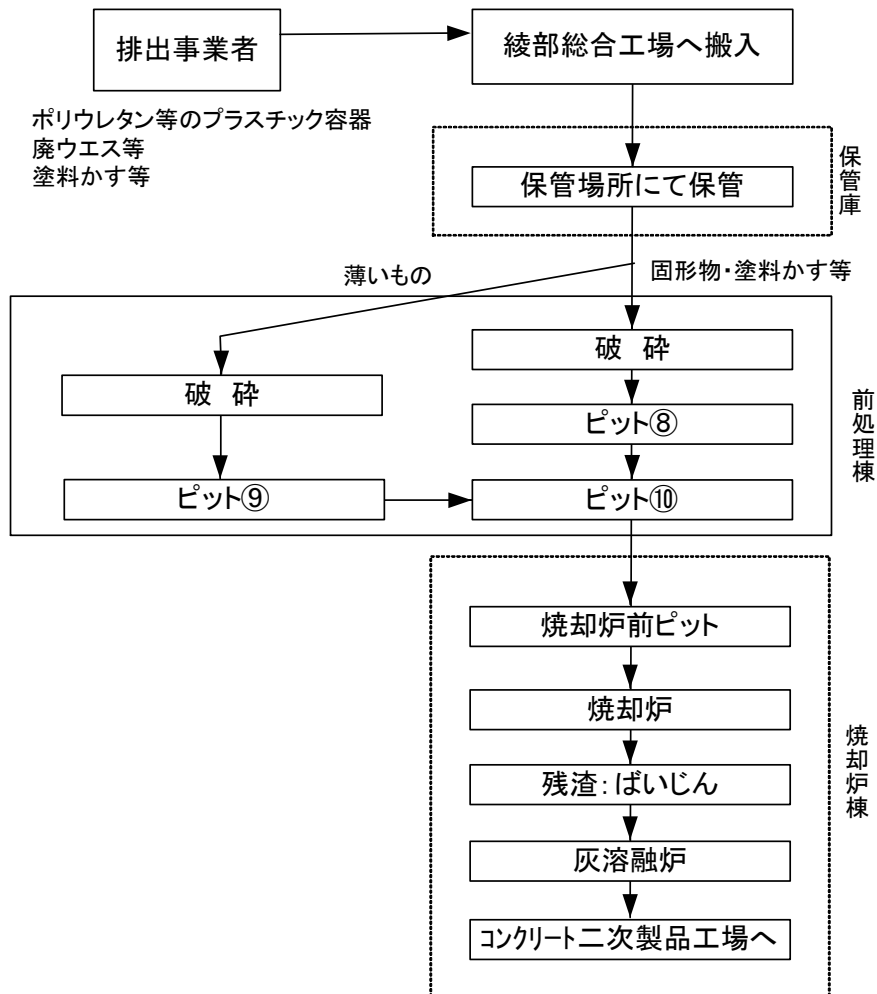 排出事業者
綾部総合工場へ搬入
ポリウレタン等のプラスチック容器
廃ウエス等
塗料かす等
保管場所にて保管
保管庫
薄いもの
固形物・塗料かす等
破　砕
破　砕
ピット⑧
ピット⑨
ピット⑩
前処理棟
焼却炉前ピット
焼却炉
残渣：ばいじん
灰溶融炉
コンクリート二次製品工場へ
焼却炉棟